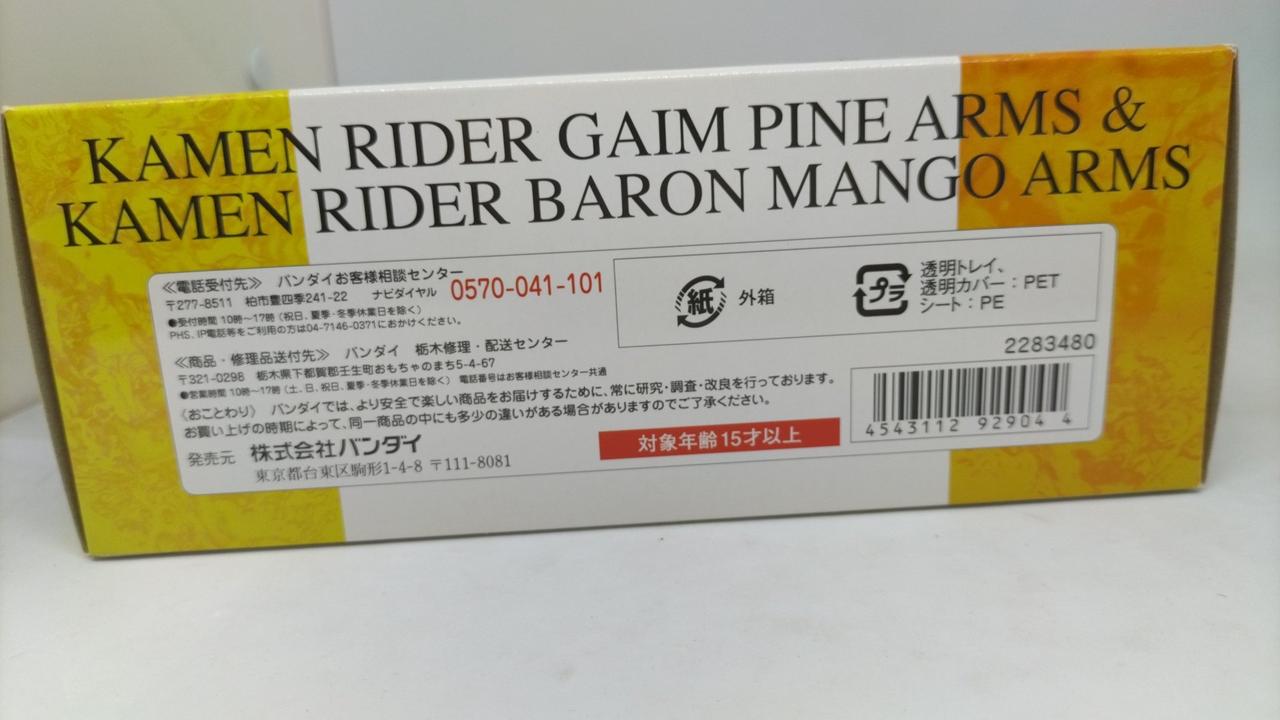 KAMEN RIDER GAIM PINE ARMS &
KAMEN RIDER BARON MANGO ARMS
≪電話受付先≫ バンダイお客様相談センター
〒277-8511 柏市豊四季241-22 ナビダイヤル 0570-041-101
●受付時間 10時〜17時（祝日、夏季・冬季休業日を除く）
PHS、IP電話等をご利用の方は04-7146-0371におかけください。
≪商品・修理品送付先≫ バンダイ 栃木修理・配送センター
〒321-0298 栃木県下都賀郡壬生町おもちゃのまち5-4-67
●営業時間 10時〜17時（土、日、祝日、夏季・冬季休業日を除く） 電話番号はお客様相談センター共通
〈おことわり〉 バンダイでは、より安全で楽しい商品をお届けするために、常に研究・調査・改良を行っております。
お買い上げの時期によって、同一商品の中にも多少の違いがある場合がありますのでご了承ください。
発売元 株式会社バンダイ
東京都台東区駒形1-4-8 〒111-8081
対象年齢15才以上
紙 外箱
プラ 透明トレイ、
透明カバー：PET
シート：PE
2283480
4543112 92904 4